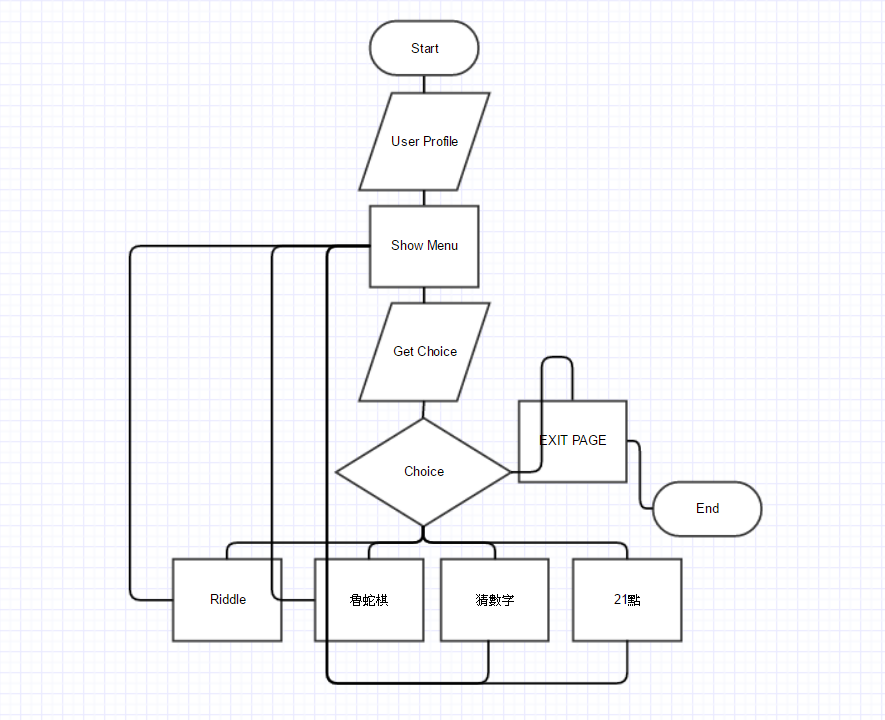 Start
User Profile
Show Menu
Get Choice
EXIT PAGE
Choice
End
Riddle
魯蛇棋
猜數字
21點